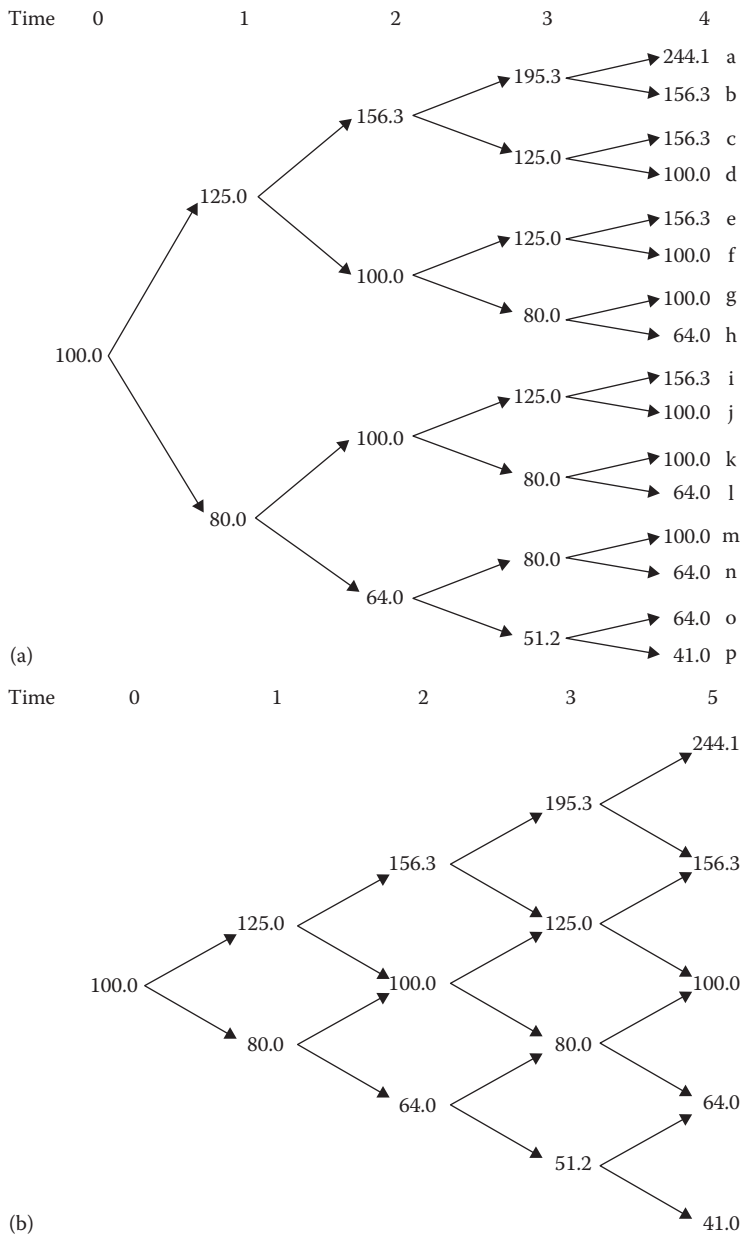 Time 0 1 2 3 4
244.1 a
195.3
156.3 b
156.3
156.3 c
125.0
100.0 d
125.0
156.3 e
125.0
100.0 f
100.0
100.0 g
80.0
64.0 h
100.0
156.3 i
125.0
100.0 j
100.0
100.0 k
80.0
64.0 l
80.0
100.0 m
80.0
64.0 n
64.0
64.0 o
51.2
41.0 p
(a)
Time 0 1 2 3 5
244.1
195.3
156.3 156.3
125.0 125.0
100.0 100.0 100.0
80.0 80.0
64.0 64.0
51.2
41.0
(b)